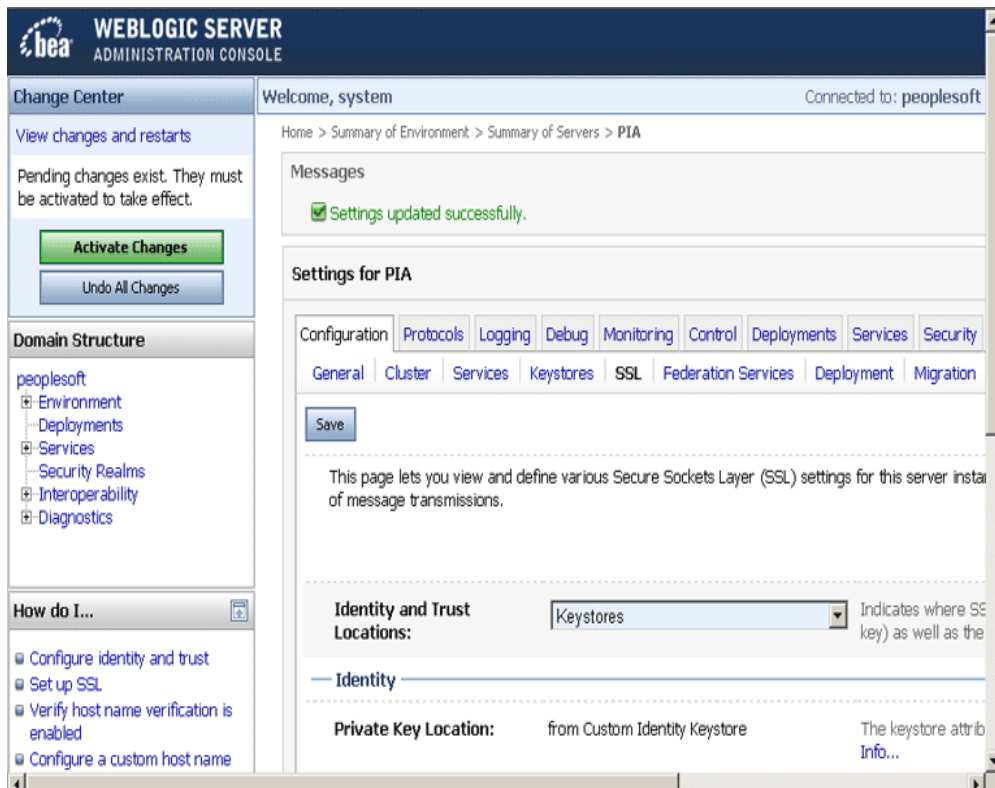 bea
WEBLOGIC SERVER
ADMINISTRATION CONSOLE
Change Center
View changes and restarts
Pending changes exist. They must
be activated to take effect.
Activate Changes
Undo All Changes
Domain Structure
peoplesoft
Environment
Deployments
Services
Security Realms
Interoperability
Diagnostics
How do I...
Configure identity and trust
Set up SSL
Verify host name verification is
enabled
Configure a custom host name
Welcome, system
Connected to: peoplesoft
Home > Summary of Environment > Summary of Servers > PIA
Messages
Settings updated successfully.
Settings for PIA
Configuration Protocols Logging Debug Monitoring Control Deployments Services Security
General Cluster Services Keystores SSL Federation Services Deployment Migration
Save
This page lets you view and define various Secure Sockets Layer (SSL) settings for this server insta
of message transmissions.
Identity and Trust
Locations:
Keystores
Indicates where SS
key) as well as the
Identity
Private Key Location:
from Custom Identity Keystore
The keystore attrib
Info...